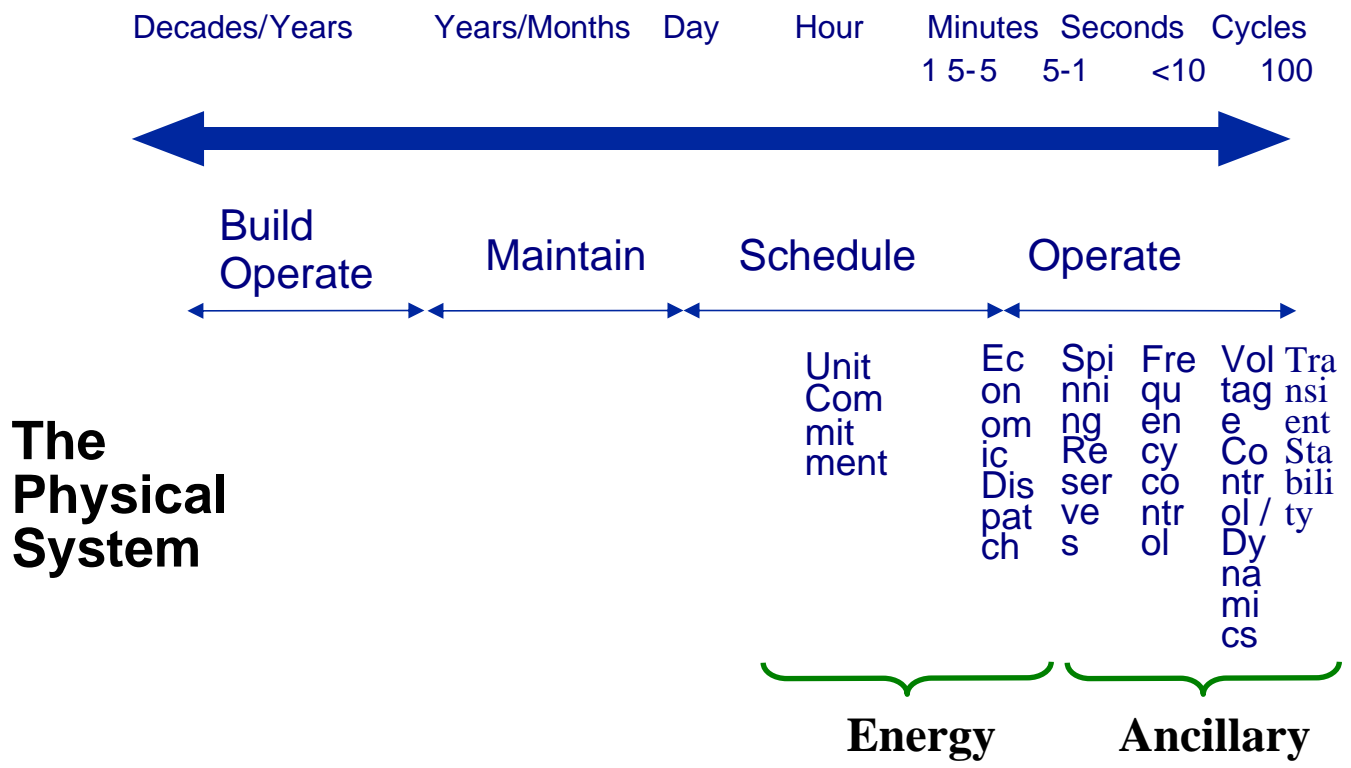 Decades/Years Years/Months Day Hour Minutes Seconds Cycles
1 5-5 5-1 <10 100
Build
Operate
Maintain
Schedule
Operate
The
Physical
System
Unit
Com
mit
ment
Ec
on
om
ic
Dis
pat
ch
Spi
nni
ng
Re
ser
ve
s
Fre
qu
en
cy
co
ntr
ol
Vol
tag
e
Co
ntr
ol /
Dy
na
mi
cs
Tra
nsi
ent
Sta
bili
ty
Energy
Ancillary